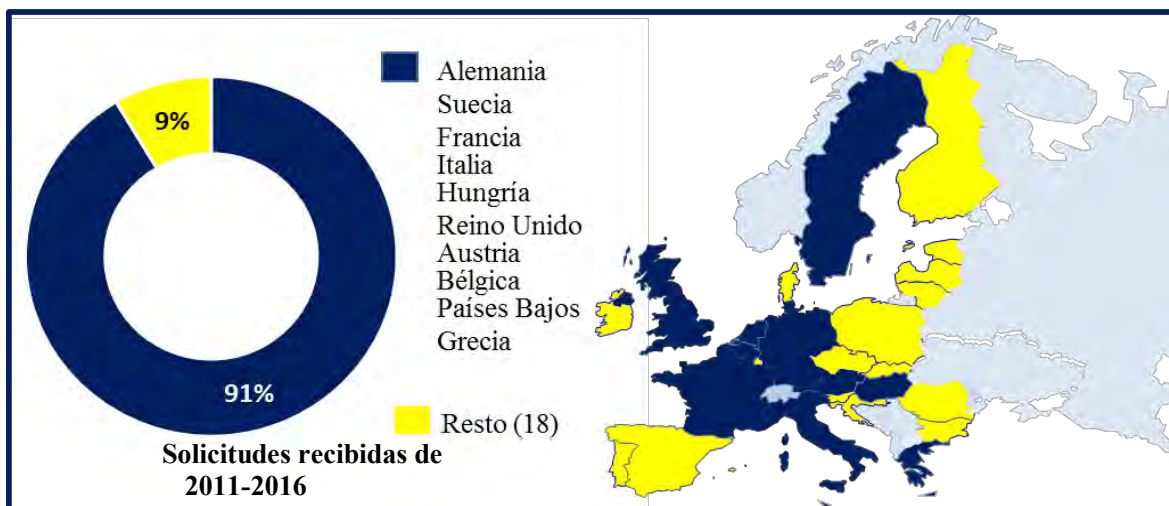 9%
91%
Alemania
Suecia
Francia
Italia
Hungría
Reino Unido
Austria
Bélgica
Países Bajos
Grecia
Resto (18)
Solicitudes recibidas de
2011-2016